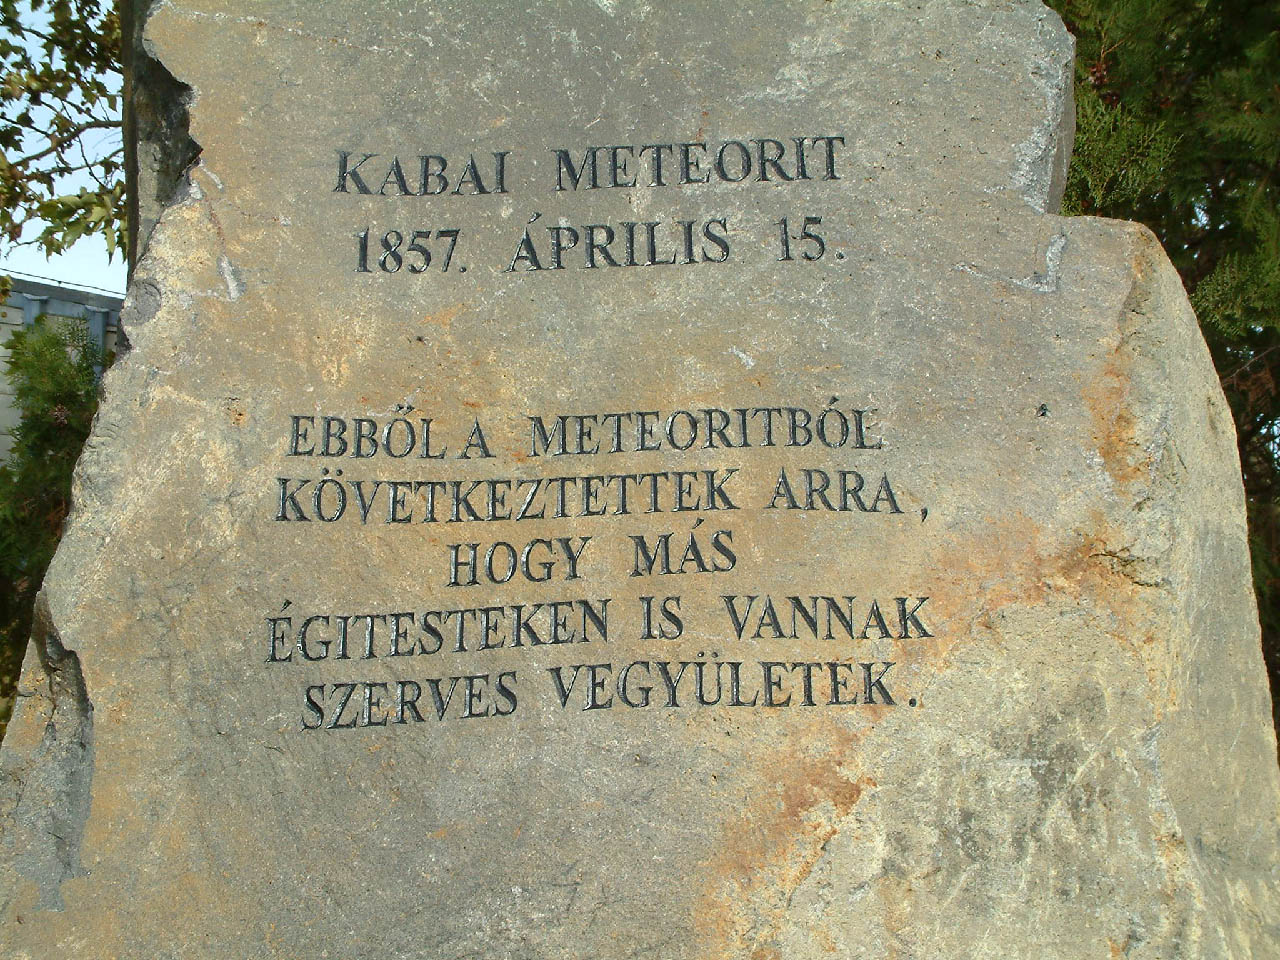 KABAI METEORIT
1857. ÁPRILIS 15.
EBBŐL A METEORITBÓL
KÖVETKEZTETTEK ARRA,
HOGY MÁS
ÉGITESTEKEN IS VANNAK
SZERVES VEGYÜLETEK.